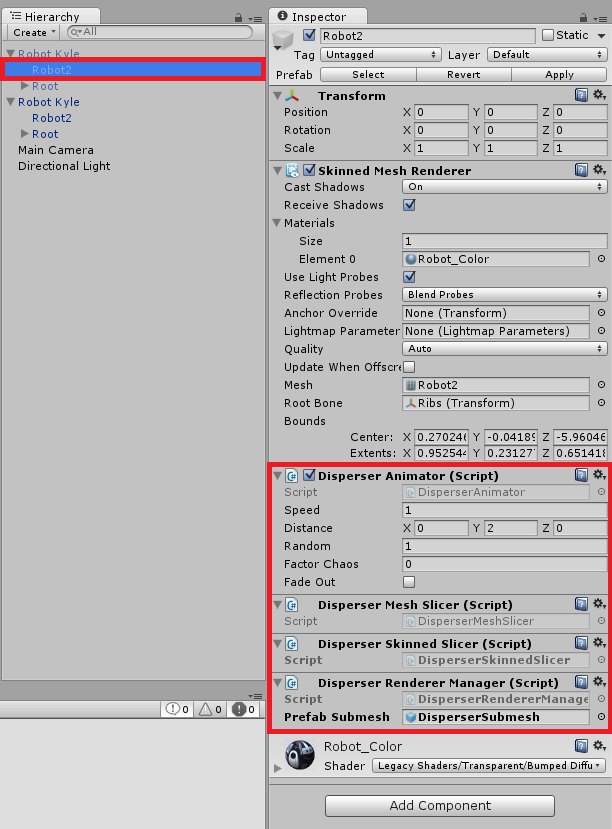 Hierarchy
Create
All
Robot Kyle
Robot2
Root
Robot Kyle
Robot2
Root
Main Camera
Directional Light
0
0
0
Inspector
Robot2
Static
Tag
Untagged
Layer
Default
Prefab
Select
Revert
Apply
Transform
Position
X 0 Y 0 Z 0
Rotation
X 0 Y 0 Z 0
Scale
X 1 Y 1 Z 1
Skinned Mesh Renderer
Cast Shadows
On
Receive Shadows
Materials
Size
1
Element 0
Robot_Color
Use Light Probes
Reflection Probes
Blend Probes
Anchor Override
None (Transform)
Lightmap Parameter
None (Lightmap Parameters)
Quality
Auto
Update When Offscre
Mesh
Robot2
Root Bone
Ribs (Transform)
Bounds
Center: X 0.270246 Y -0.04189 Z -5.96046
Extents: X 0.952544 Y 0.231277 Z 0.651418
C# Disperser Animator (Script)
Script
DisperserAnimator
Speed
1
Distance
X 0 Y 2 Z 0
Random
1
Factor Chaos
0
Fade Out
C# Disperser Mesh Slicer (Script)
Script
DisperserMeshSlicer
C# Disperser Skinned Slicer (Script)
Script
DisperserSkinnedSlicer
C# Disperser Renderer Manager (Script)
Script
DisperserRendererManage
Prefab Submesh
DisperserSubmesh
Robot_Color
Shader
Legacy Shaders/Transparent/Bumped Diffu
Add Component